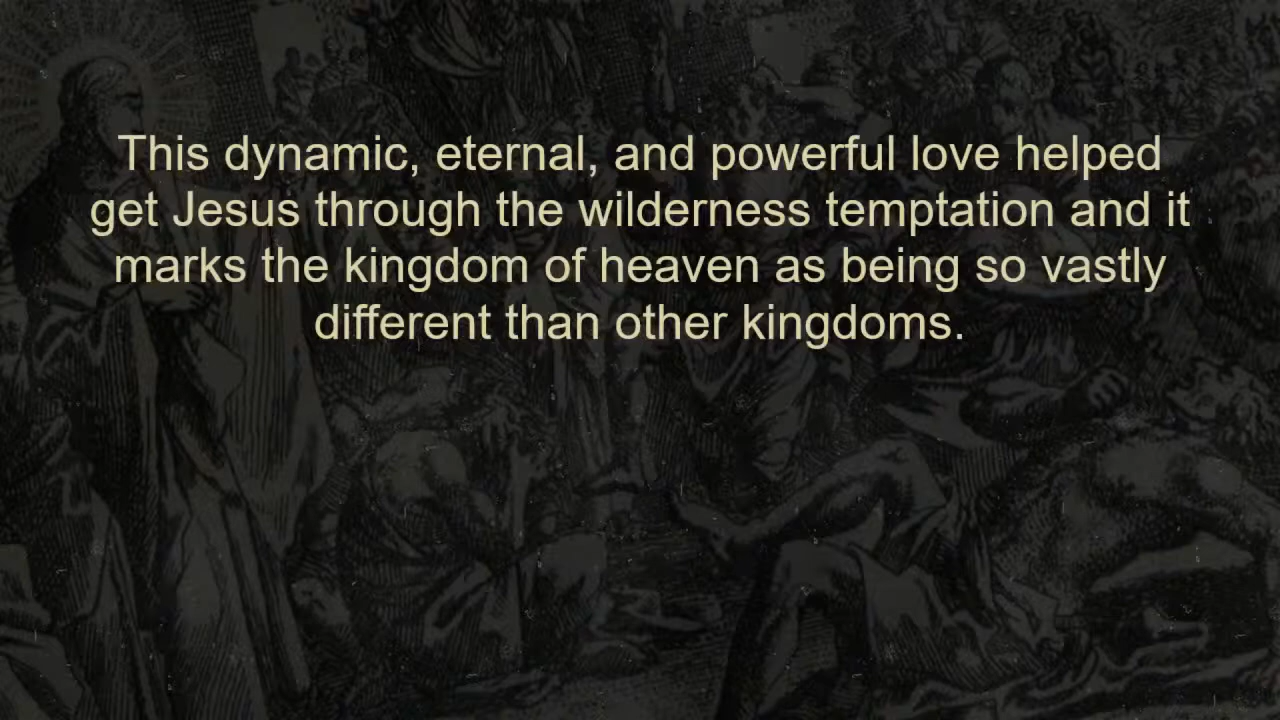 This dynamic, eternal, and powerful love helped
get Jesus through the wilderness temptation and it
marks the kingdom of heaven as being so vastly
different than other kingdoms.